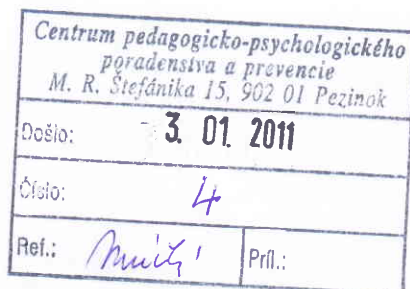 Centrum pedagogicko-psychologického
poradenstva a prevencie
M. R. Štefánika 15, 902 01 Pezinok
Došlo: 3. 01. 2011
Číslo: 4
Ref.:
Príl.: